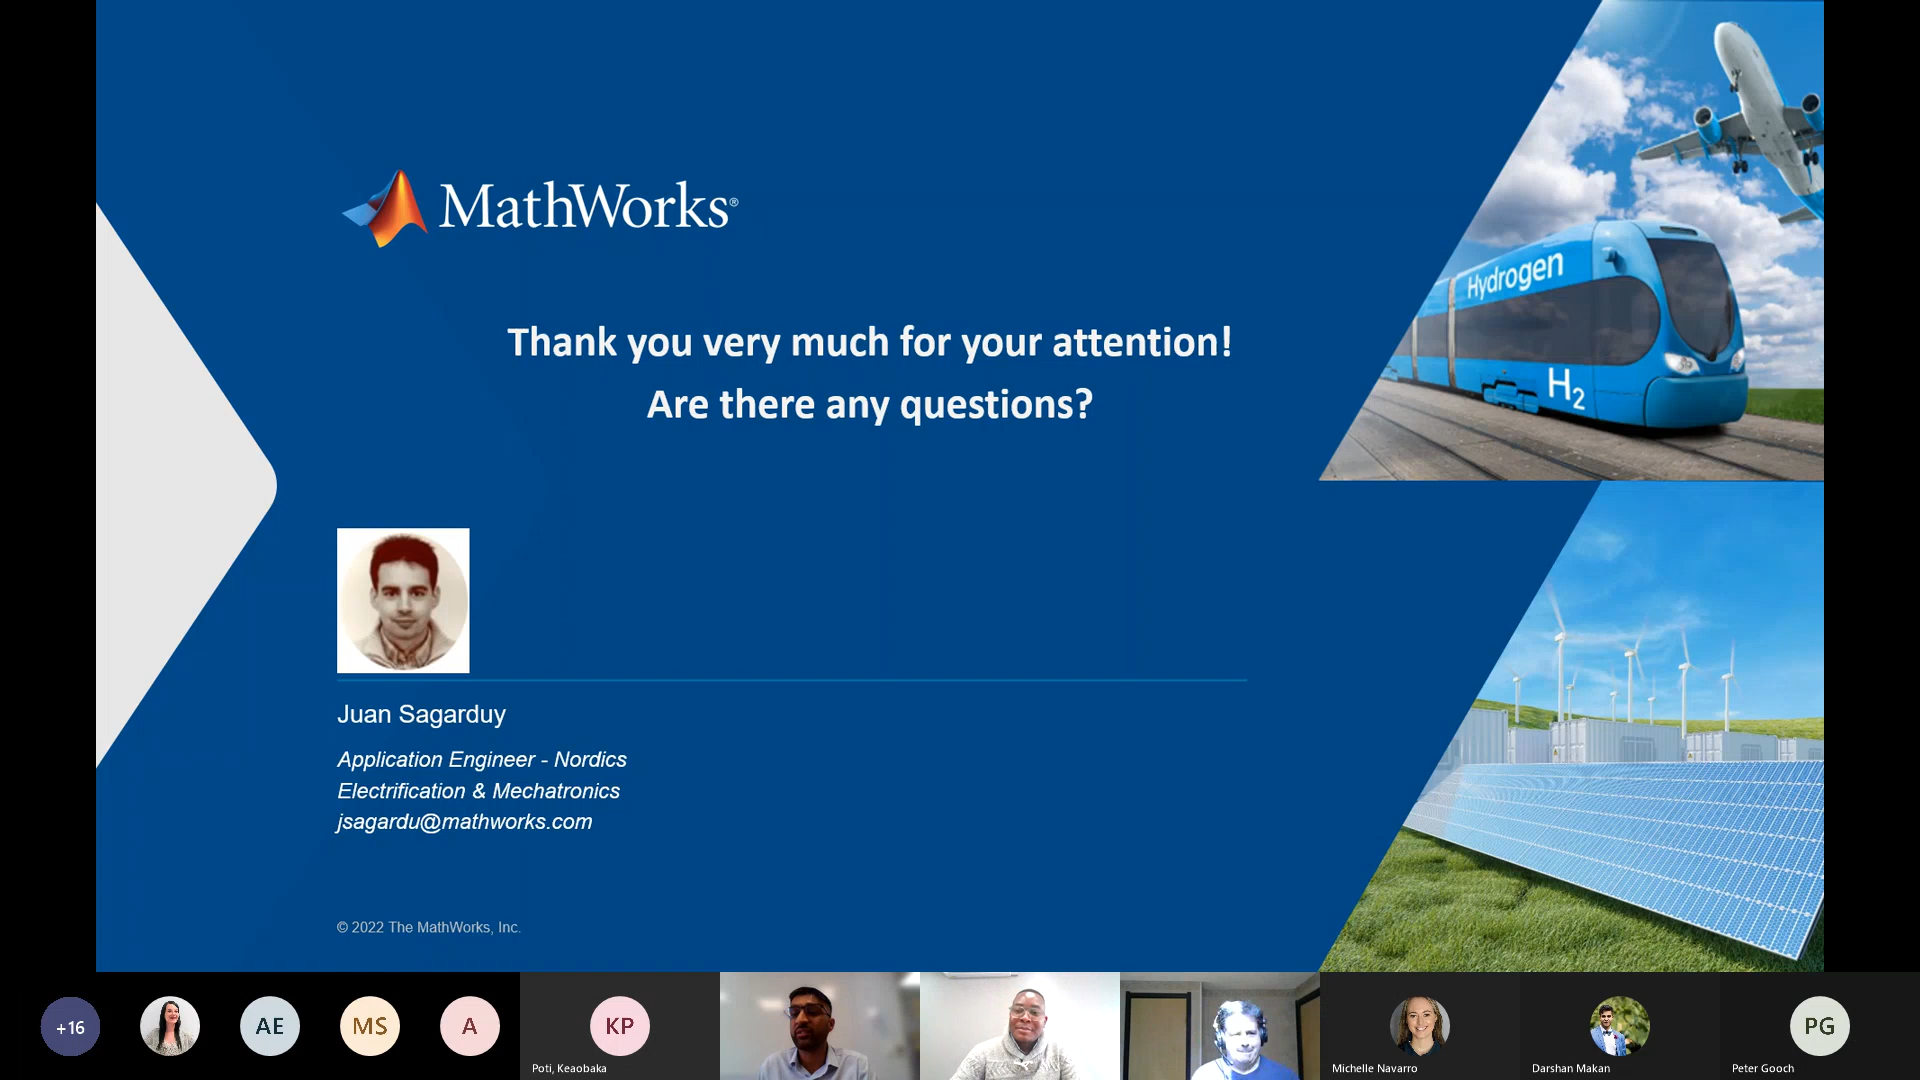 MathWorks®
Thank you very much for your attention!
Are there any questions?
Hydrogen
H2
Juan Sagarduy
Application Engineer - Nordics
Electrification & Mechatronics
jsagardu@mathworks.com
© 2022 The MathWorks, Inc.
+16
AE
MS
A
KP
Poti, Keaobaka
Michelle Navarro
Darshan Makan
PG
Peter Gooch